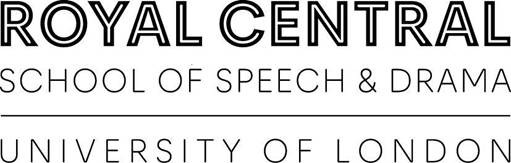 ROYAL CENTRAL
SCHOOL OF SPEECH & DRAMA
UNIVERSITY OF LONDON